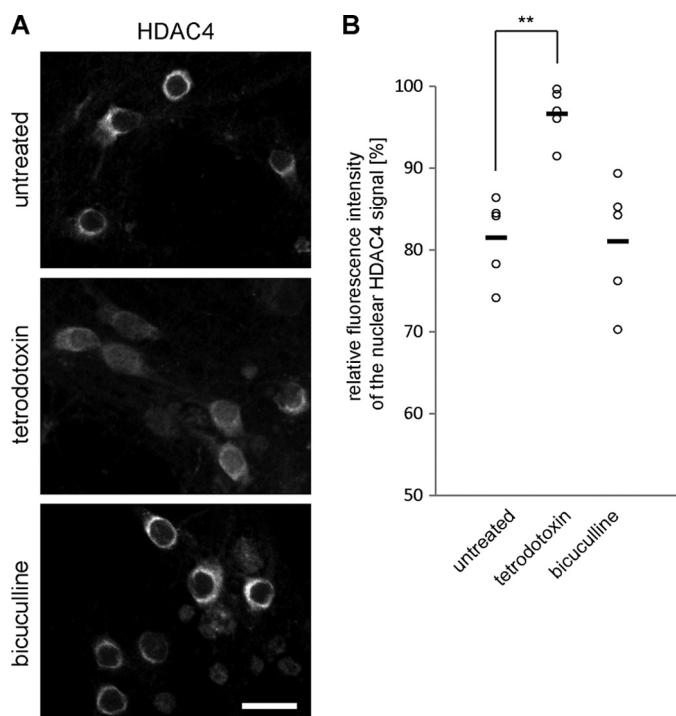 A
HDAC4
untreated
tetrodotoxin
bicuculline
B
**
relative fluorescence intensity
of the nuclear HDAC4 signal [%]
100
90
80
70
60
50
untreated
tetrodotoxin
bicuculline